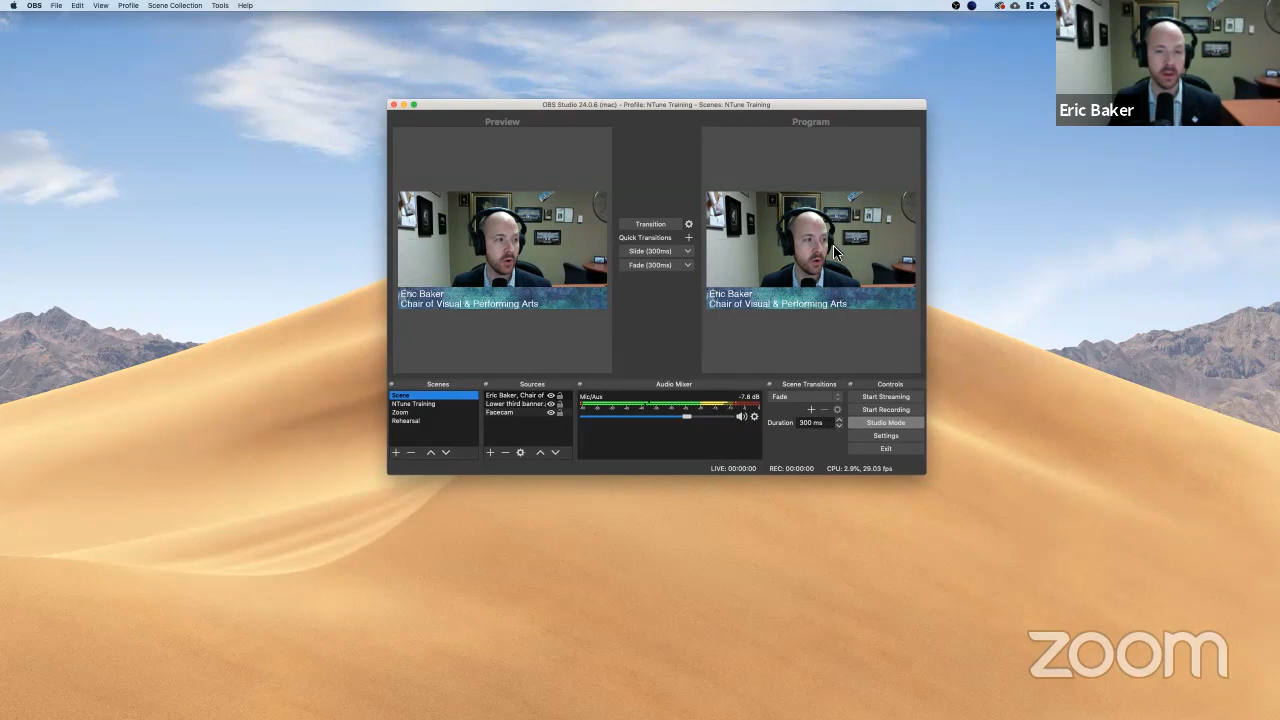 OBS File Edit View Profile Scene Collection Tools Help
Eric Baker
OBS Studio 24.0.6 (mac) - Profile: NTune Training - Scenes: NTune Training
Preview
Program
Eric Baker
Chair of Visual & Performing Arts
Transition
Quick Transitions
Slide (300ms)
Fade (300ms)
Eric Baker
Chair of Visual & Performing Arts
Scenes
Scene
NTune Training
Zoom
Rehearsal
Sources
Eric Baker, Chair of
Lower third banner.
Facecam
Audio Mixer
Mic/Aux -7.8 dB
Scene Transitions
Fade
Duration 300 ms
Controls
Start Streaming
Start Recording
Studio Mode
Settings
Exit
LIVE: 00:00:00 REC: 00:00:00 CPU: 2.9%, 29.03 fps
zoom